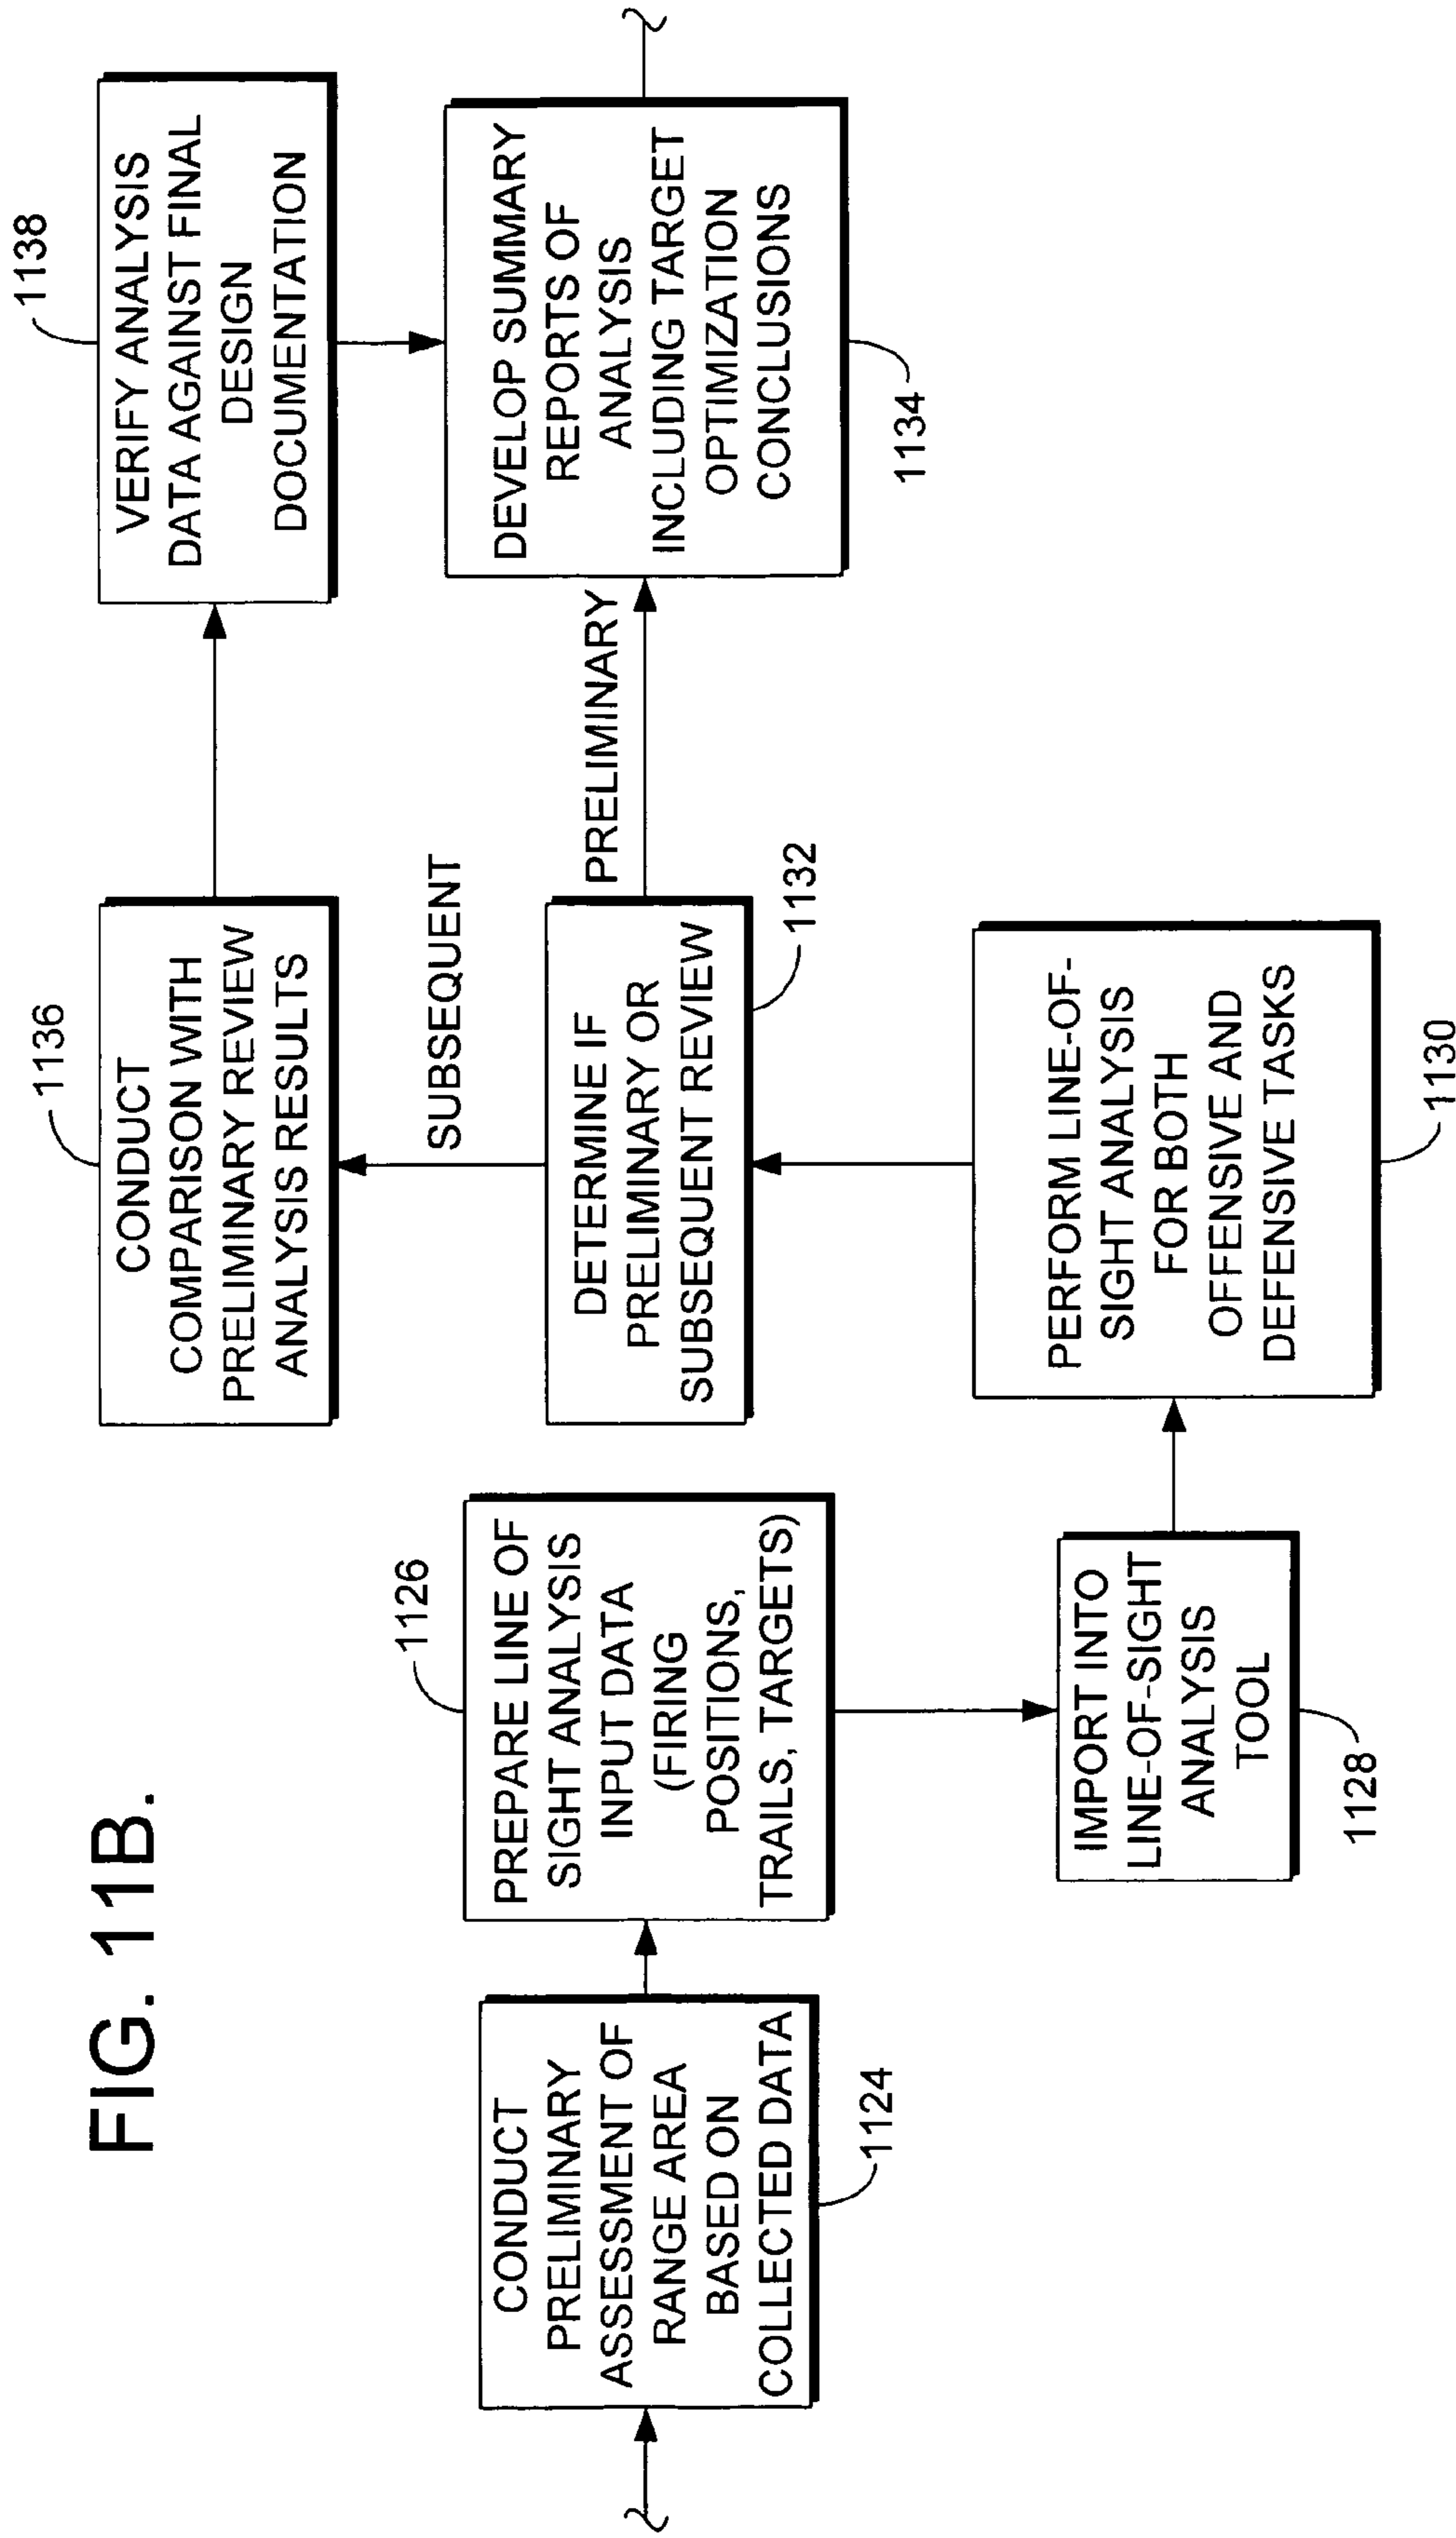 FIG. 11B.
CONDUCT
PRELIMINARY
ASSESSMENT OF
RANGE AREA
BASED ON
COLLECTED DATA
1124
PREPARE LINE OF
SIGHT ANALYSIS
INPUT DATA
(FIRING
POSITIONS,
TRAILS, TARGETS)
1126
IMPORT INTO
LINE-OF-SIGHT
ANALYSIS
TOOL
1128
PERFORM LINE-OF-
SIGHT ANALYSIS
FOR BOTH
OFFENSIVE AND
DEFENSIVE TASKS
1130
DETERMINE IF
PRELIMINARY OR
SUBSEQUENT REVIEW
1132
SUBSEQUENT
PRELIMINARY
CONDUCT
COMPARISON WITH
PRELIMINARY REVIEW
ANALYSIS RESULTS
1136
VERIFY ANALYSIS
DATA AGAINST FINAL
DESIGN
DOCUMENTATION
1138
DEVELOP SUMMARY
REPORTS OF
ANALYSIS
INCLUDING TARGET
OPTIMIZATION
CONCLUSIONS
1134